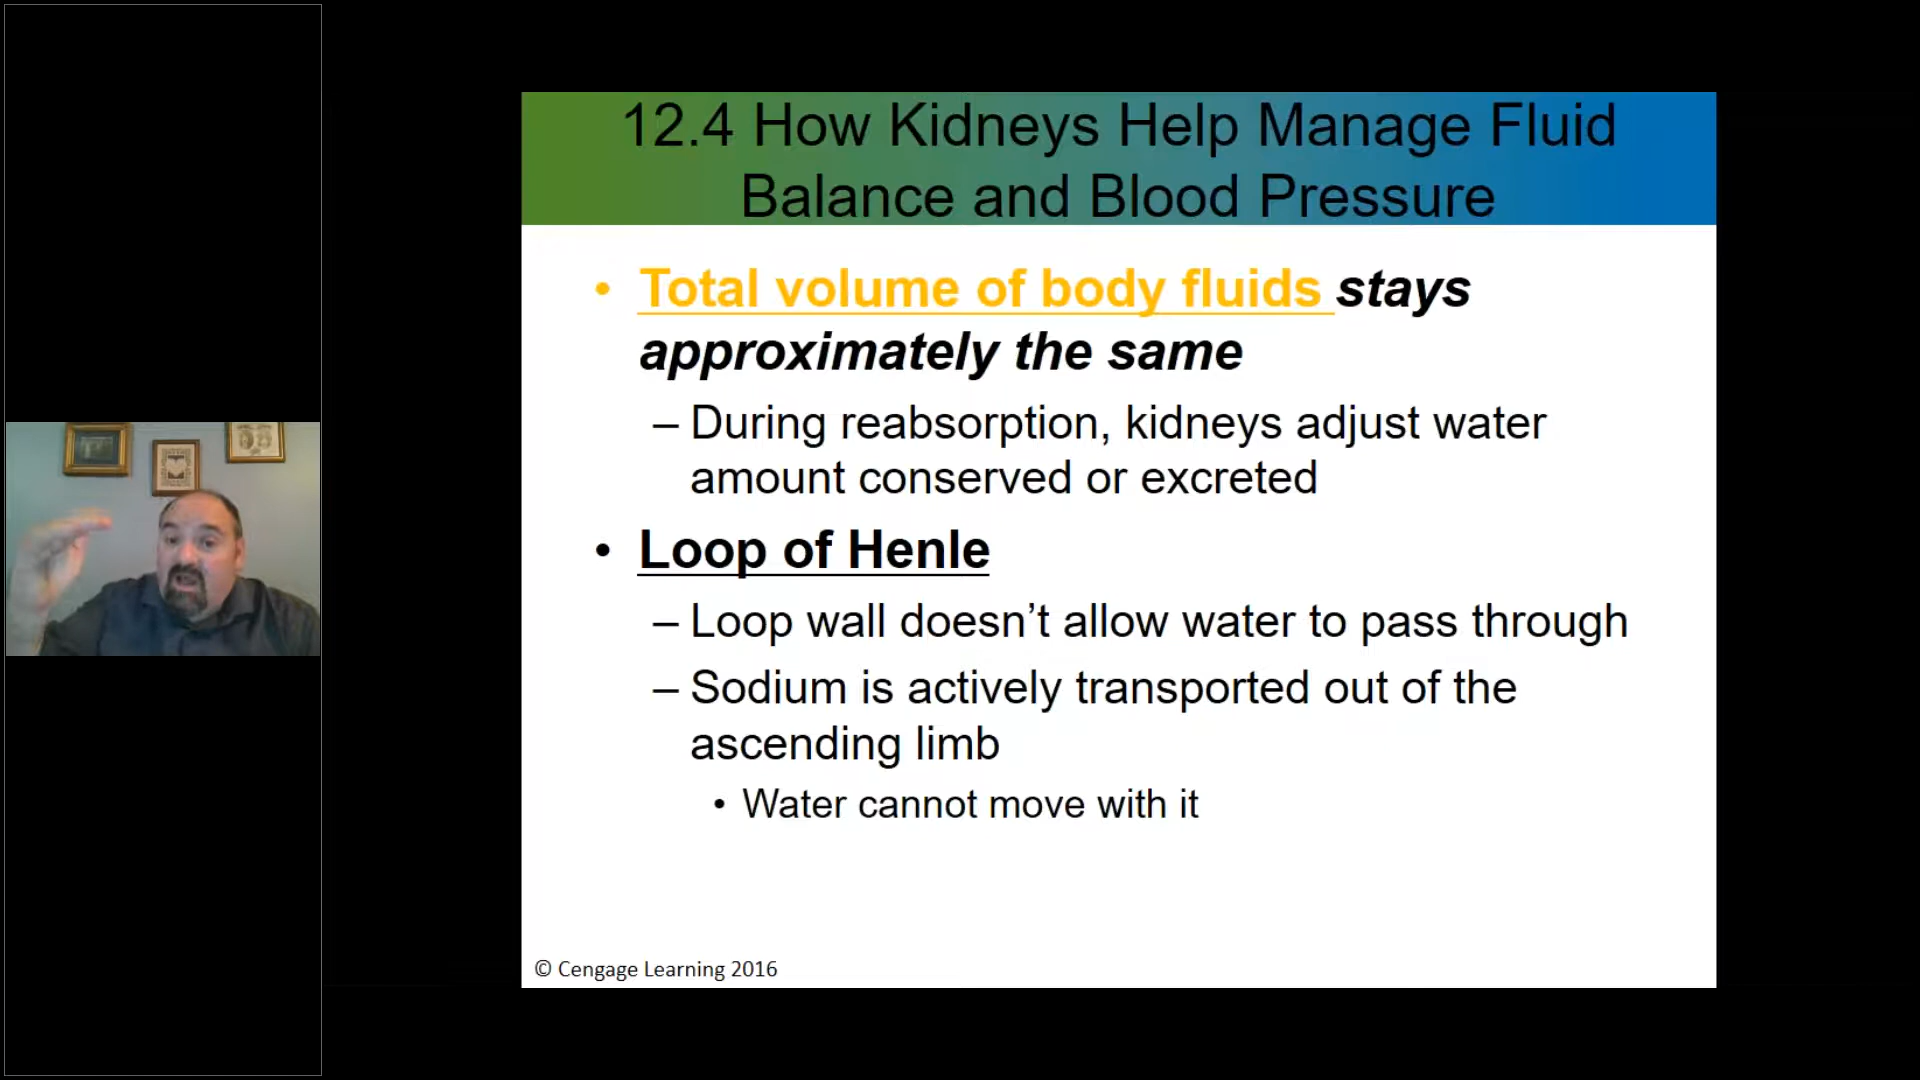 12.4 How Kidneys Help Manage Fluid
Balance and Blood Pressure
• Total volume of body fluids stays
approximately the same
– During reabsorption, kidneys adjust water
amount conserved or excreted
• Loop of Henle
– Loop wall doesn’t allow water to pass through
– Sodium is actively transported out of the
ascending limb
• Water cannot move with it
© Cengage Learning 2016